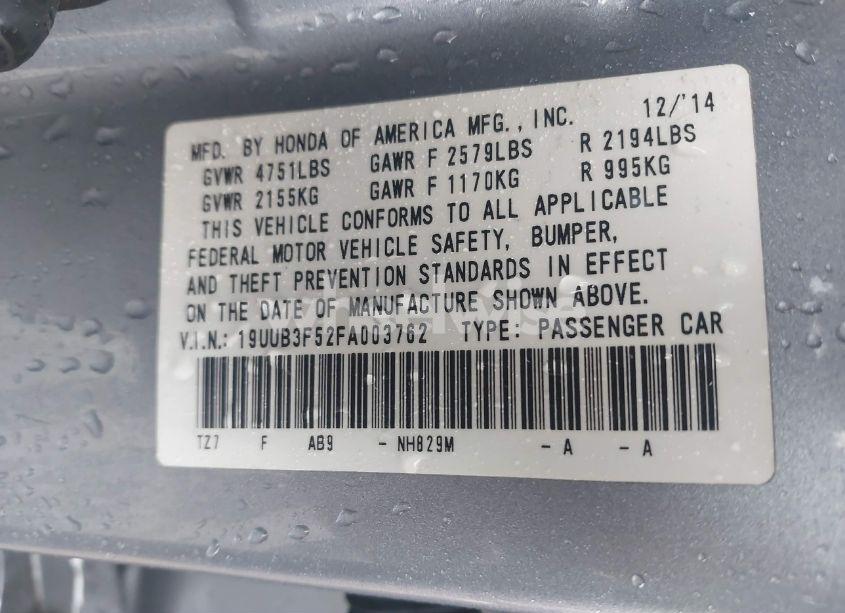 12/'14
MFD. BY HONDA OF AMERICA MFG., INC.
GVWR 4751LBS GAWR F 2579LBS R 2194LBS
GVWR 2155KG GAWR F 1170KG R 995KG
THIS VEHICLE CONFORMS TO ALL APPLICABLE
FEDERAL MOTOR VEHICLE SAFETY, BUMPER,
AND THEFT PREVENTION STANDARDS IN EFFECT
ON THE DATE OF MANUFACTURE SHOWN ABOVE.
V.I.N.: 19UUB3F52FA003762 TYPE: PASSENGER CAR
TZ7 F AB9 - NH829M - A - A